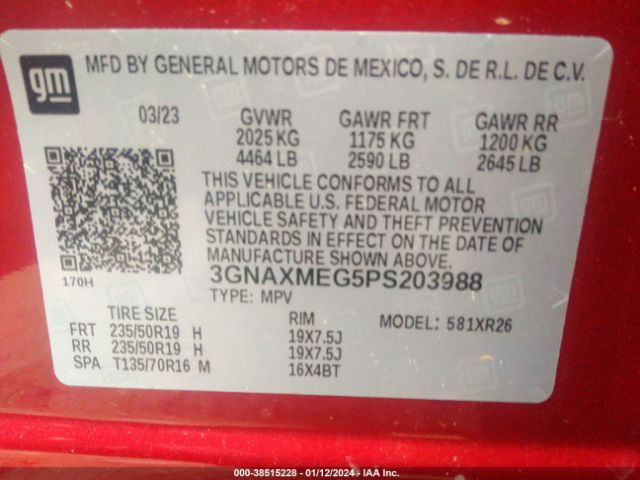 gm
MFD BY GENERAL MOTORS DE MEXICO, S. DE R.L. DE C.V.
03/23 GVWR GAWR FRT GAWR RR
2025 KG 1175 KG 1200 KG
4464 LB 2590 LB 2645 LB
THIS VEHICLE CONFORMS TO ALL
APPLICABLE U.S. FEDERAL MOTOR
VEHICLE SAFETY AND THEFT PREVENTION
STANDARDS IN EFFECT ON THE DATE OF
MANUFACTURE SHOWN ABOVE.
170H 3GNAXMEG5PS203988
TYPE: MPV
TIRE SIZE RIM MODEL: 581XR26
FRT 235/50R19 H 19X7.5J
RR 235/50R19 H 19X7.5J
SPA T135/70R16 M 16X4BT
000-38515228 - 01/12/2024 - IAA Inc.